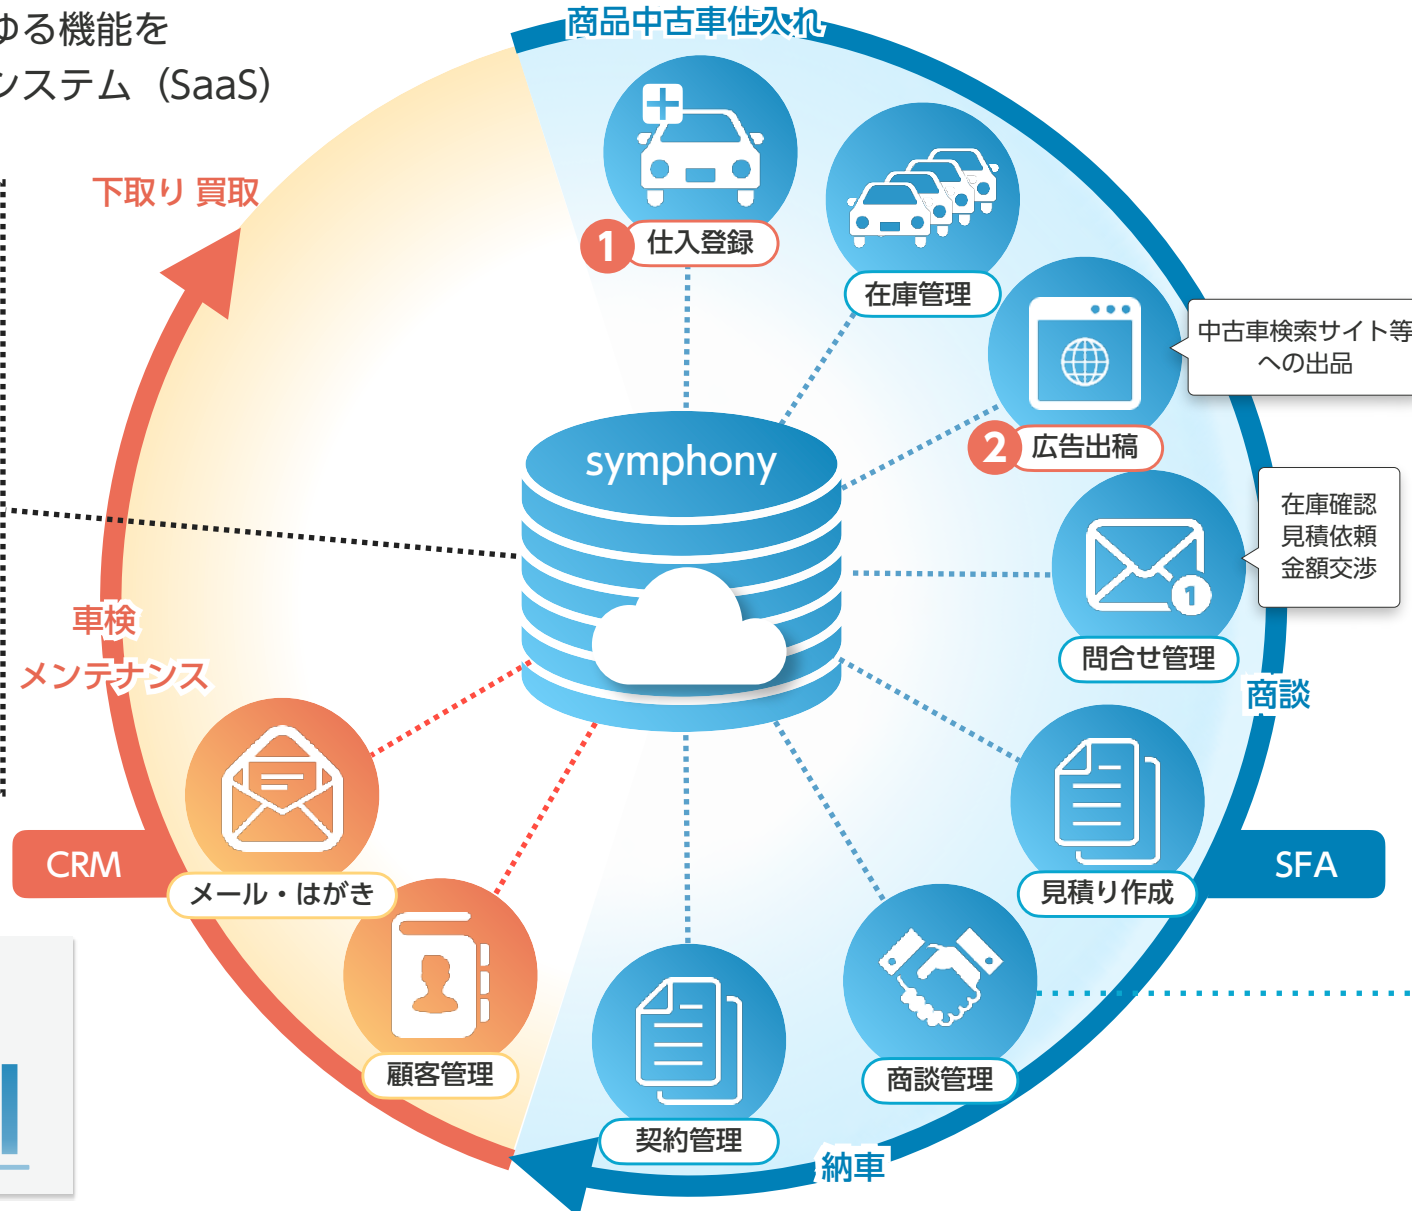 ゆる機能を
システム（SaaS）
商品中古車仕入れ
下取り 買取
1 仕入登録
在庫管理
中古車検索サイト等
への出品
2 広告出稿
symphony
在庫確認
見積依頼
金額交渉
1
問合せ管理
車検
メンテナンス
商談
CRM
メール・はがき
SFA
見積り作成
顧客管理
商談管理
契約管理
納車